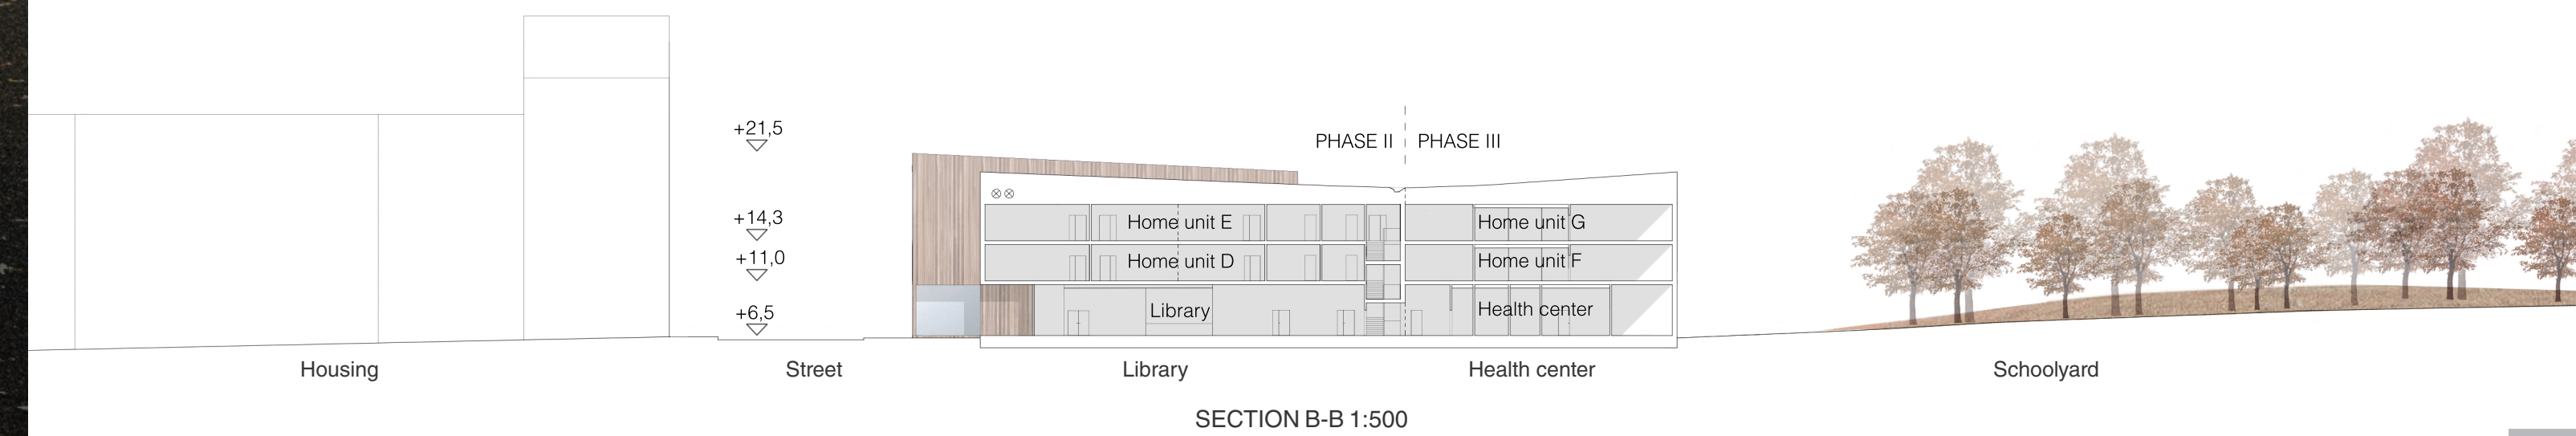 +21,5
PHASE II
PHASE III
+14,3
Home unit E
Home unit G
+11,0
Home unit D
Home unit F
+6,5
Library
Health center
Housing
Street
Library
Health center
Schoolyard
SECTION B-B 1:500